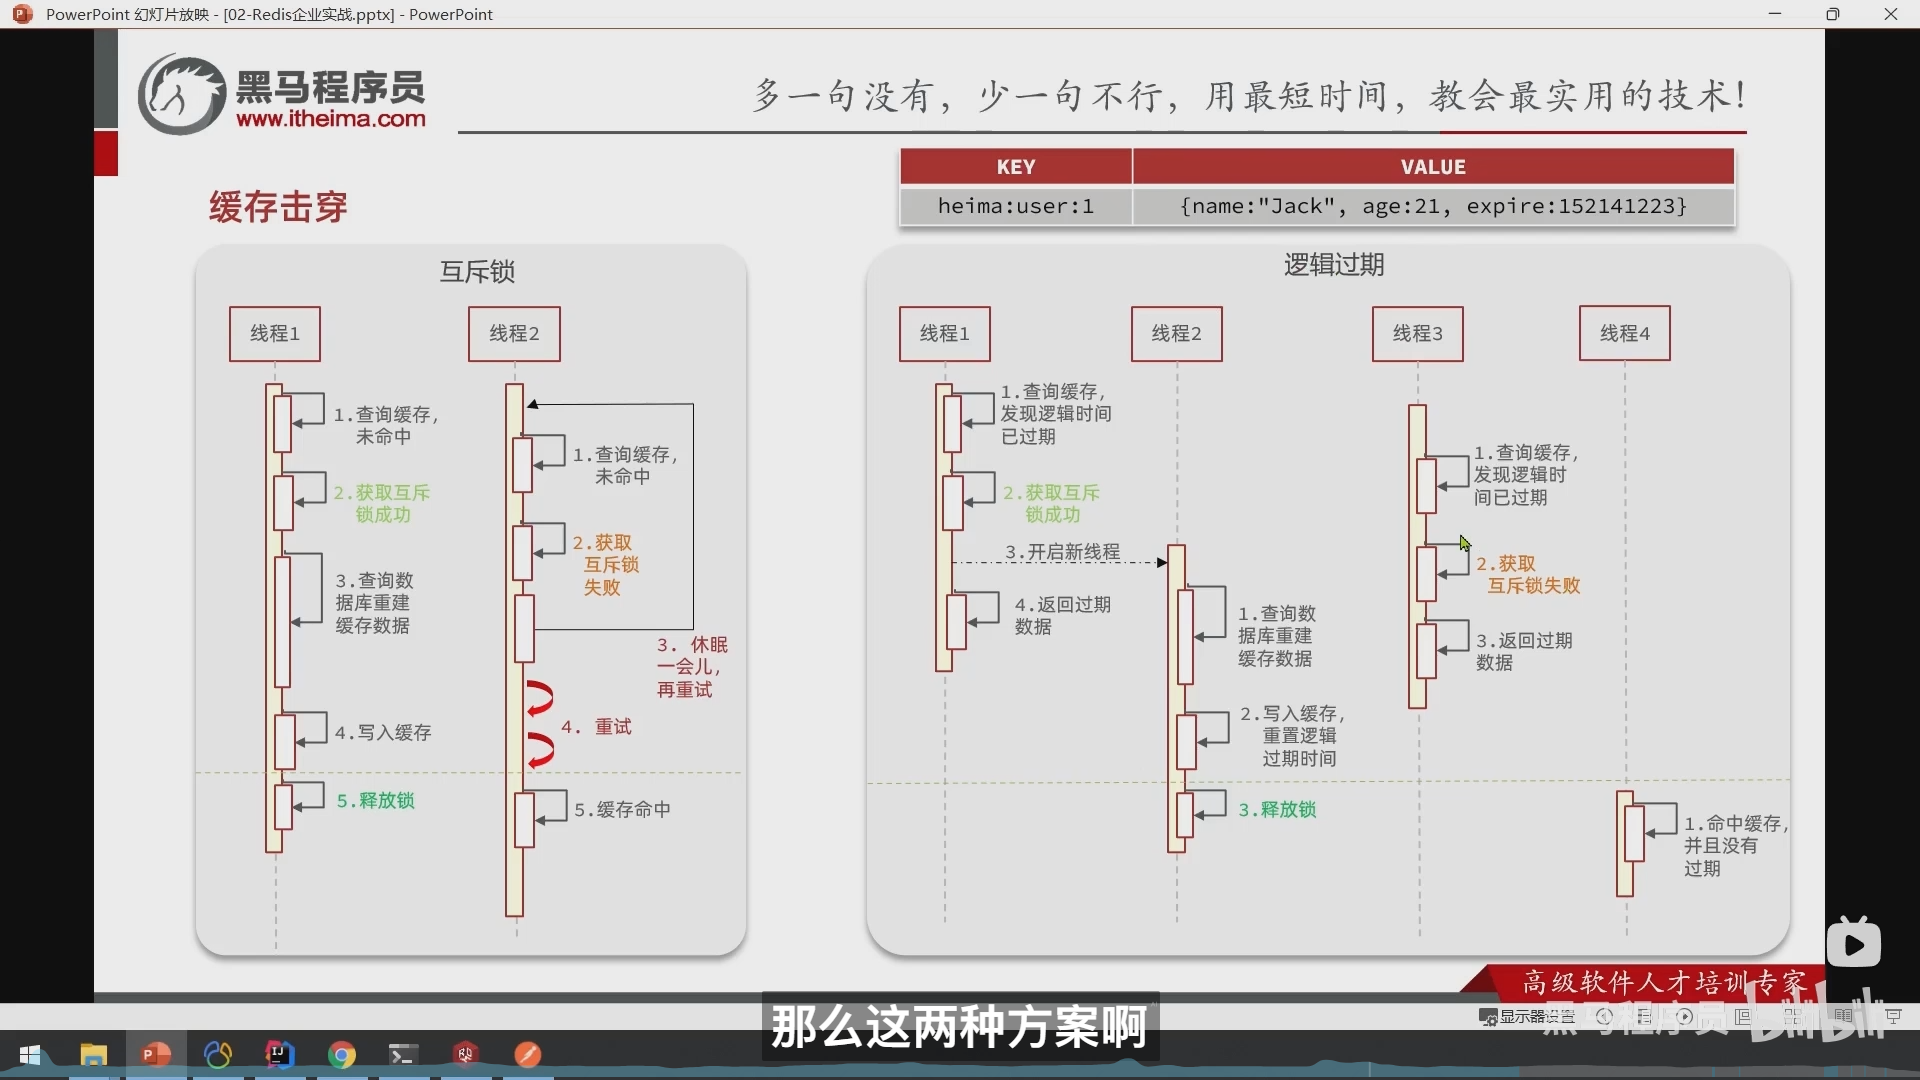 PowerPoint 幻灯片放映 - [02-Redis企业实战.pptx] - PowerPoint
黑马程序员
www.itheima.com
多一句没有，少一句不行，用最短时间，教会最实用的技术！
KEY VALUE
heima:user:1 {name:"Jack", age:21, expire:152141223}
缓存击穿
互斥锁
线程1 线程2
1.查询缓存，
未命中
2.获取互斥
锁成功
3.查询数
据库重建
缓存数据
4.写入缓存
5.释放锁
1.查询缓存，
未命中
2.获取
互斥锁
失败
3. 休眠
一会儿，
再重试
4. 重试
5.缓存命中
逻辑过期
线程1 线程2 线程3 线程4
1.查询缓存，
发现逻辑时间
已过期
2.获取互斥
锁成功
3.开启新线程
4.返回过期
数据
1.查询数
据库重建
缓存数据
2.写入缓存，
重置逻辑
过期时间
3.释放锁
1.查询缓存，
发现逻辑时
间已过期
2.获取
互斥锁失败
3.返回过期
数据
1.命中缓存，
并且没有
过期
高级软件人才培训专家
显示器设置
黑马程序员 bilibili
那么这两种方案啊